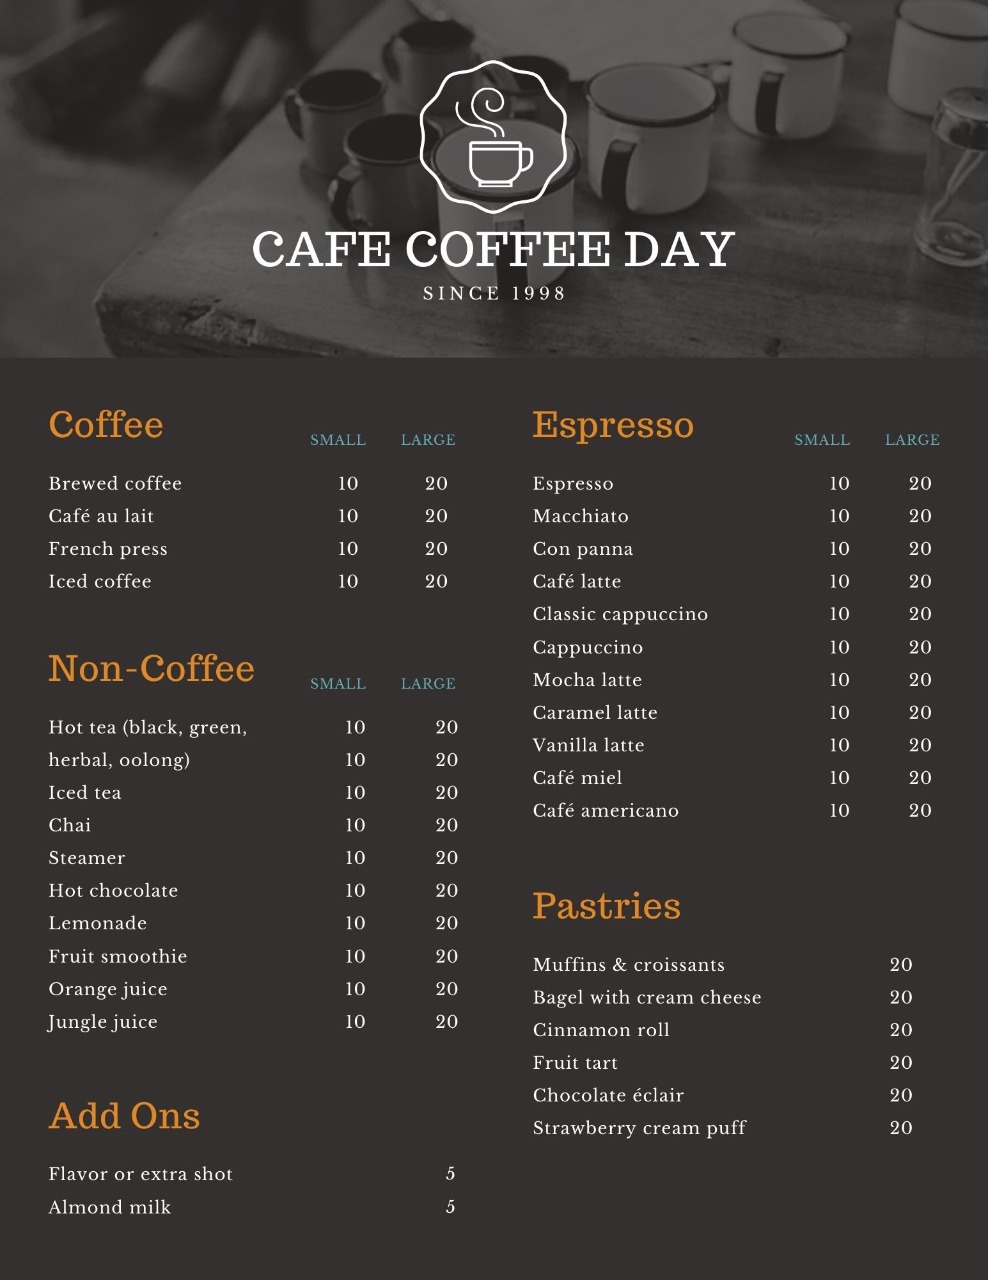 CAFE COFFEE DAY
SINCE 1998
Coffee SMALL LARGE
Brewed coffee 10 20
Café au lait 10 20
French press 10 20
Iced coffee 10 20
Non-Coffee SMALL LARGE
Hot tea (black, green, 10 20
herbal, oolong) 10 20
Iced tea 10 20
Chai 10 20
Steamer 10 20
Hot chocolate 10 20
Lemonade 10 20
Fruit smoothie 10 20
Orange juice 10 20
Jungle juice 10 20
Add Ons
Flavor or extra shot 5
Almond milk 5
Espresso SMALL LARGE
Espresso 10 20
Macchiato 10 20
Con panna 10 20
Café latte 10 20
Classic cappuccino 10 20
Cappuccino 10 20
Mocha latte 10 20
Caramel latte 10 20
Vanilla latte 10 20
Café miel 10 20
Café americano 10 20
Pastries
Muffins & croissants 20
Bagel with cream cheese 20
Cinnamon roll 20
Fruit tart 20
Chocolate éclair 20
Strawberry cream puff 20